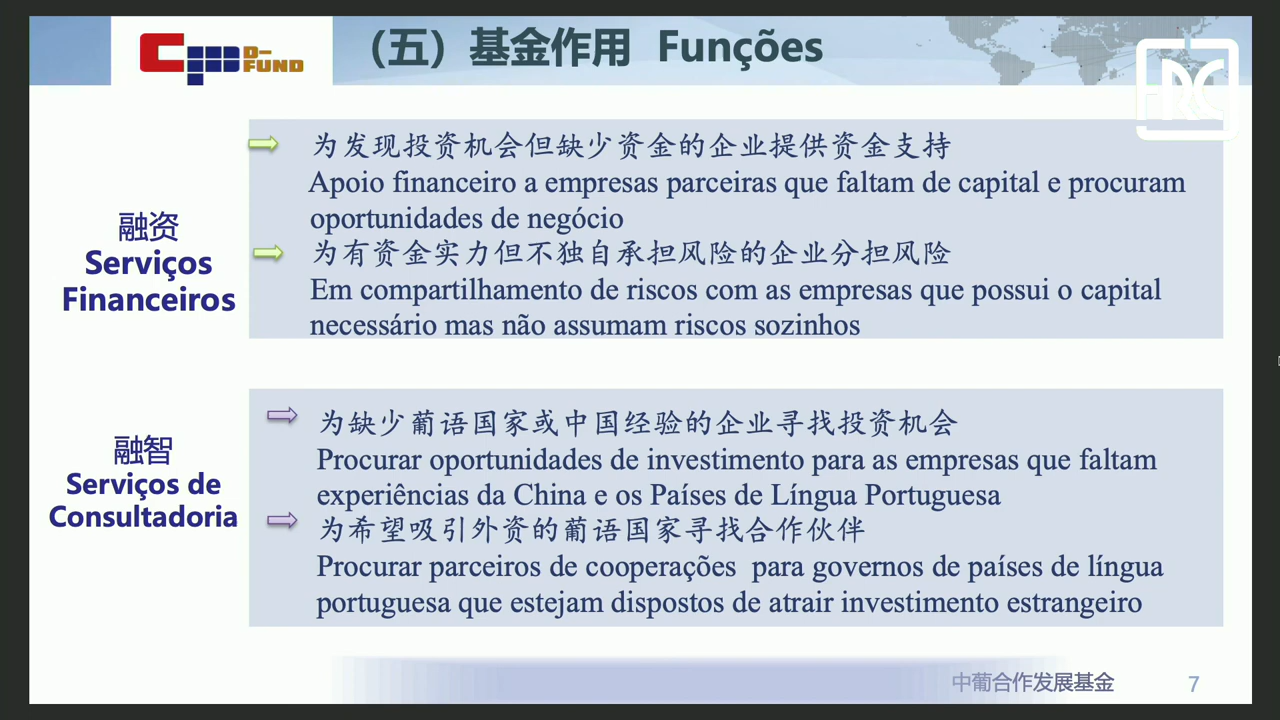 CPD-FUND
(五) 基金作用 Funções
为发现投资机会但缺少资金的企业提供资金支持
Apoio financeiro a empresas parceiras que faltam de capital e procuram
oportunidades de negócio
为有资金实力但不独自承担风险的企业分担风险
Em compartilhamento de riscos com as empresas que possui o capital
necessário mas não assumam riscos sozinhos
融资
Serviços
Financeiros
为缺少葡语国家或中国经验的企业寻找投资机会
Procurar oportunidades de investimento para as empresas que faltam
experiências da China e os Países de Língua Portuguesa
为希望吸引外资的葡语国家寻找合作伙伴
Procurar parceiros de cooperações para governos de países de língua
portuguesa que estejam dispostos de atrair investimento estrangeiro
融智
Serviços de
Consultadoria
中葡合作发展基金
7